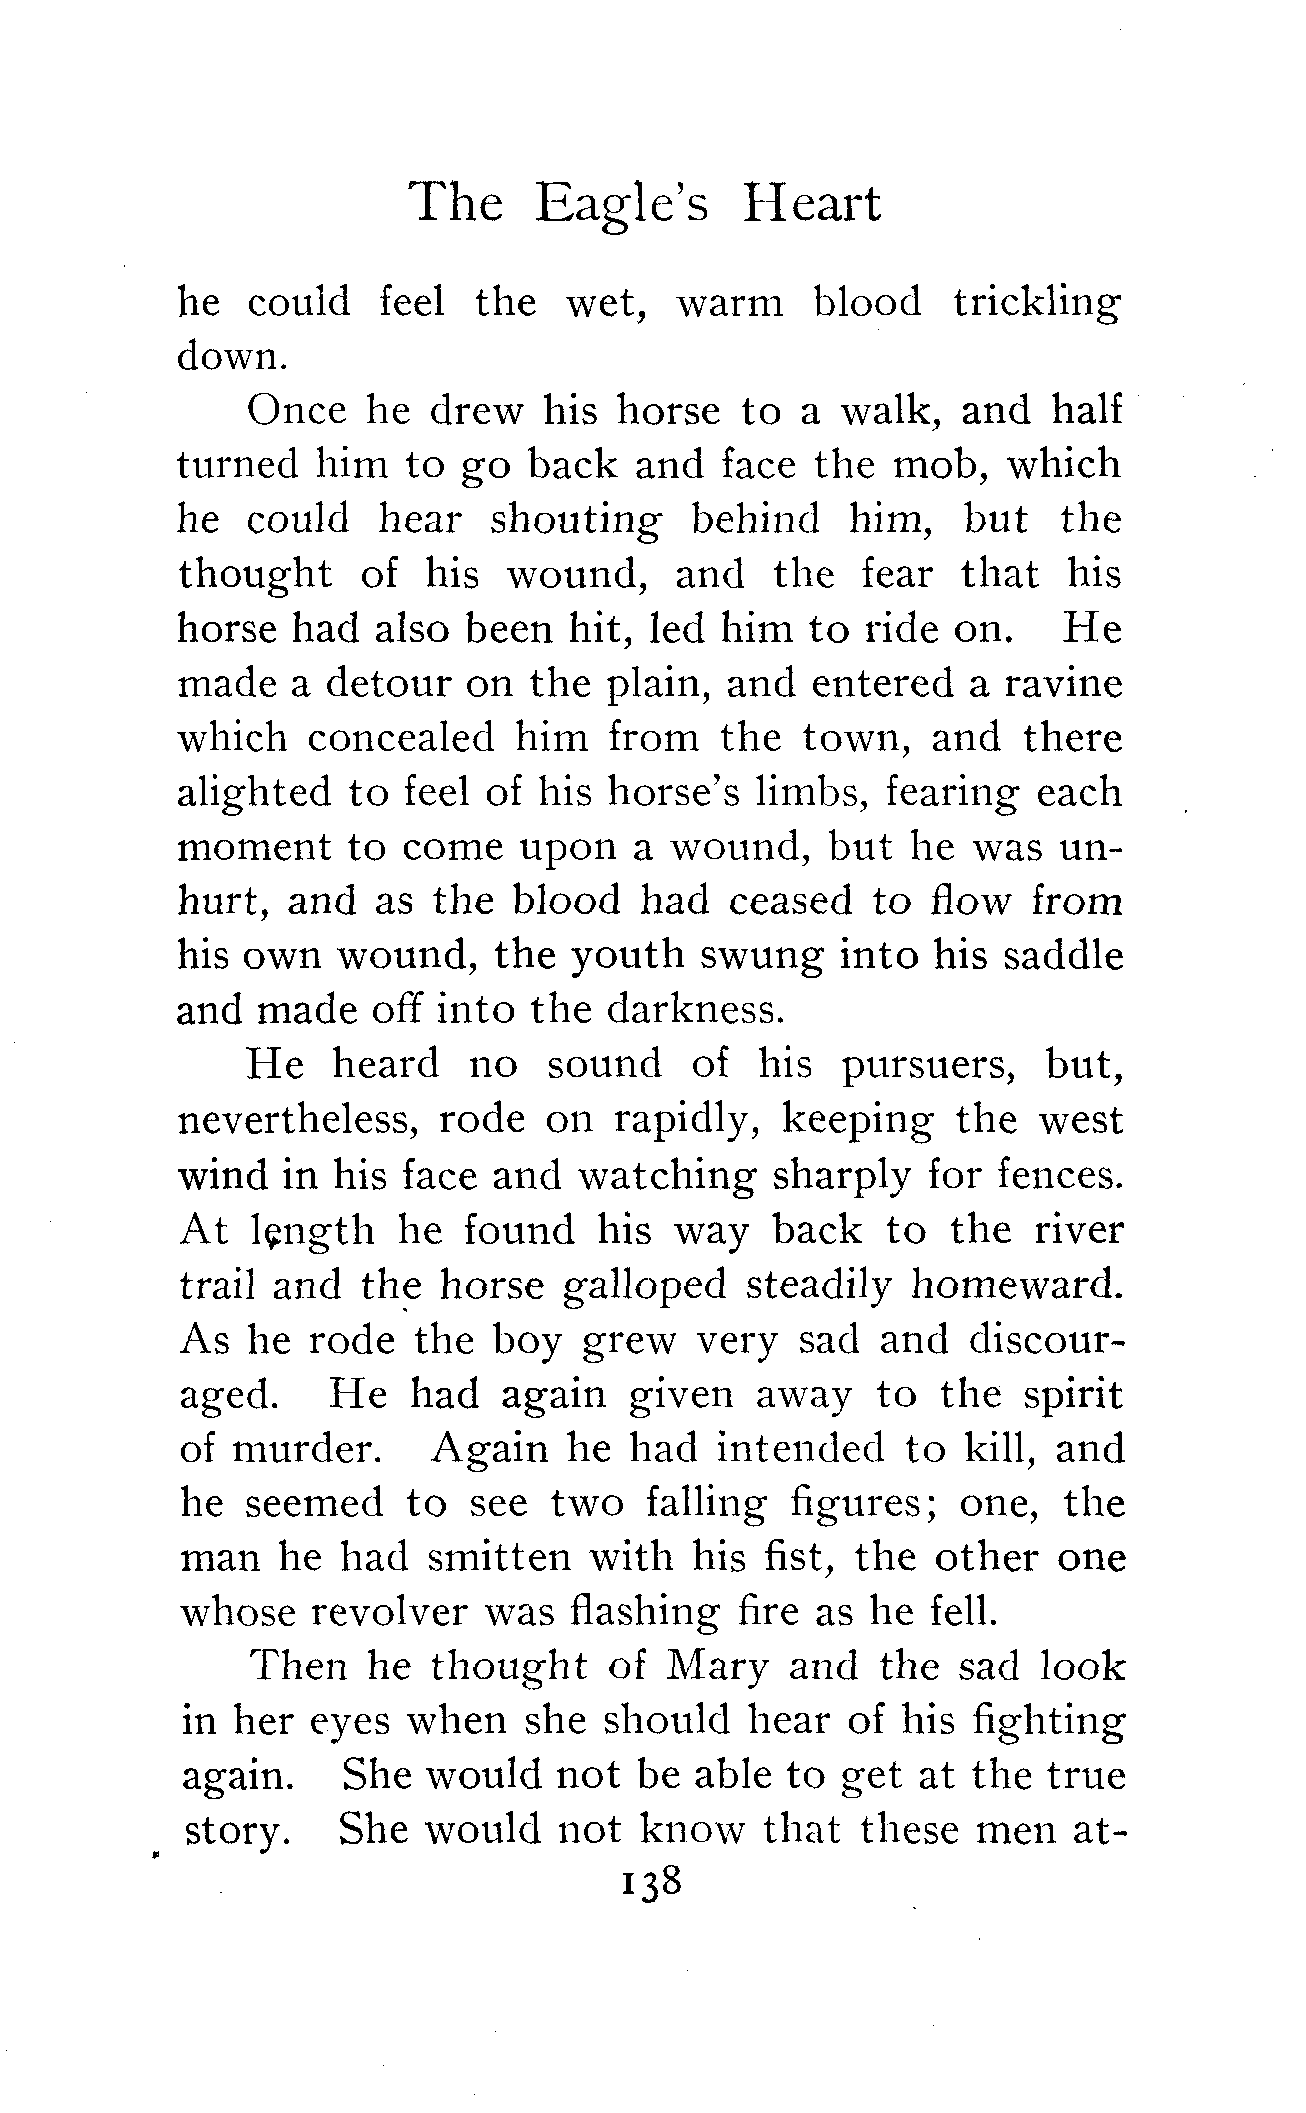 The Eagle's Heart
he could feel the wet, warm blood trickling
down.
Once he drew his horse to a walk, and half
turned him to go back and face the mob, which
he could hear shouting behind him, but the
thought of his wound, and the fear that his
horse had also been hit, led him to ride on. He
made a detour on the plain, and entered a ravine
which concealed him from the town, and there
alighted to feel of his horse's limbs, fearing each
moment to come upon a wound, but he was un-
hurt, and as the blood had ceased to flow from
his own wound, the youth swung into his saddle
and made off into the darkness.
He heard no sound of his pursuers, but,
nevertheless, rode on rapidly, keeping the west
wind in his face and watching sharply for fences.
At length he found his way back to the river
trail and the horse galloped steadily homeward.
As he rode the boy grew very sad and discour-
aged. He had again given away to the spirit
of murder. Again he had intended to kill, and
he seemed to see two falling figures; one, the
man he had smitten with his fist, the other one
whose revolver was flashing fire as he fell.
Then he thought of Mary and the sad look
in her eyes when she should hear of his fighting
again. She would not be able to get at the true
story. She would not know that these men at-
138